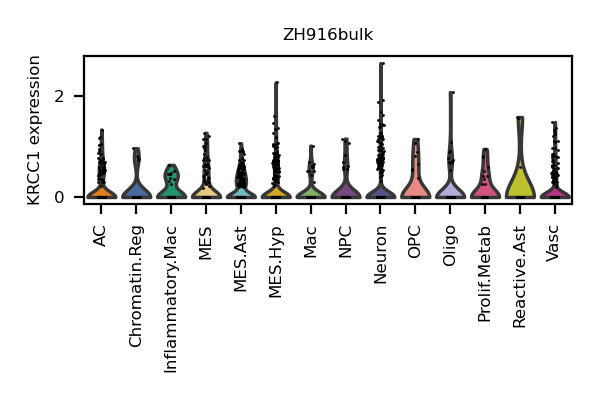 ZH916bulk
KRCC1 expression
2
0
AC
Chromatin.Reg
Inflammatory.Mac
MES
MES.Ast
MES.Hyp
Mac
NPC
Neuron
OPC
Oligo
Prolif.Metab
Reactive.Ast
Vasc